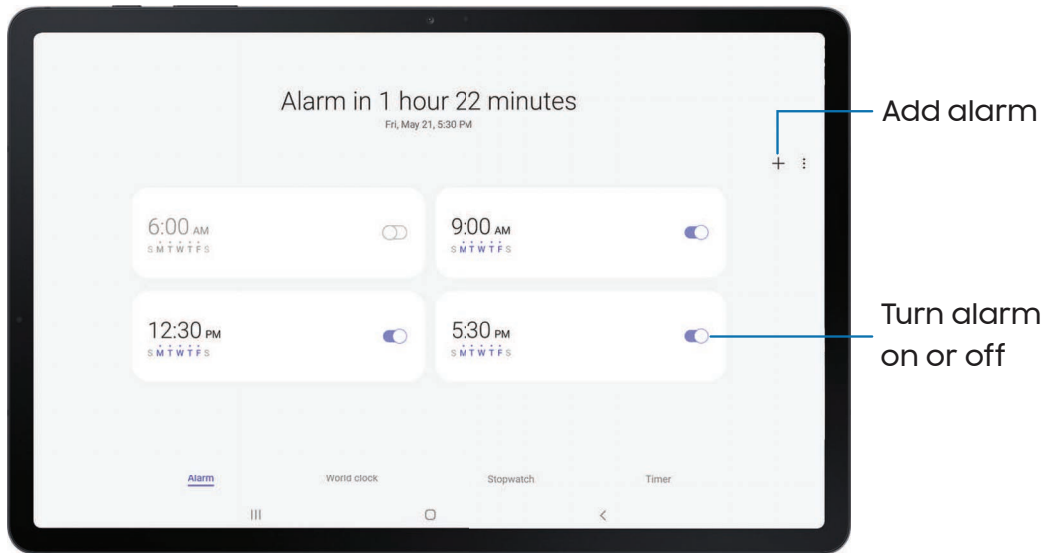 Alarm in 1 hour 22 minutes
Fri, May 21, 5:30 PM
Add alarm
6:00 AM
S M T W T F S
9:00 AM
S M T W T F S
12:30 PM
S M T W T F S
5:30 PM
S M T W T F S
Turn alarm
on or off
Alarm
World clock
Stopwatch
Timer